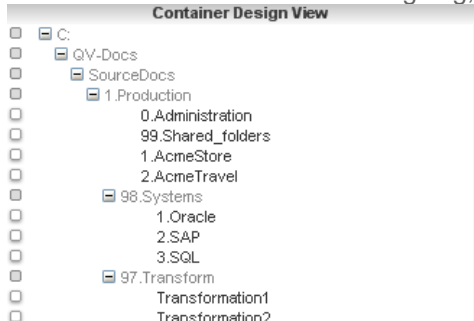 Container Design View
C:
QV-Docs
SourceDocs
1.Production
0.Administration
99.Shared_folders
1.AcmeStore
2.AcmeTravel
98.Systems
1.Oracle
2.SAP
3.SQL
97.Transform
Transformation1
Transformation2